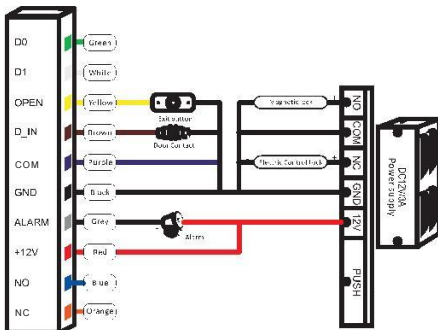 D0 Green
D1 White
OPEN Yellow
Exit button
D_IN Brown
Door Contact
COM Purple
GND Black
ALARM Grey
Alarm
+12V Red
NO Blue
NC Orange
Magnetic lock +
Electric Control lock +
NO
COM
NC
GND
12V
PUSH
DC12V/3A
Power supply